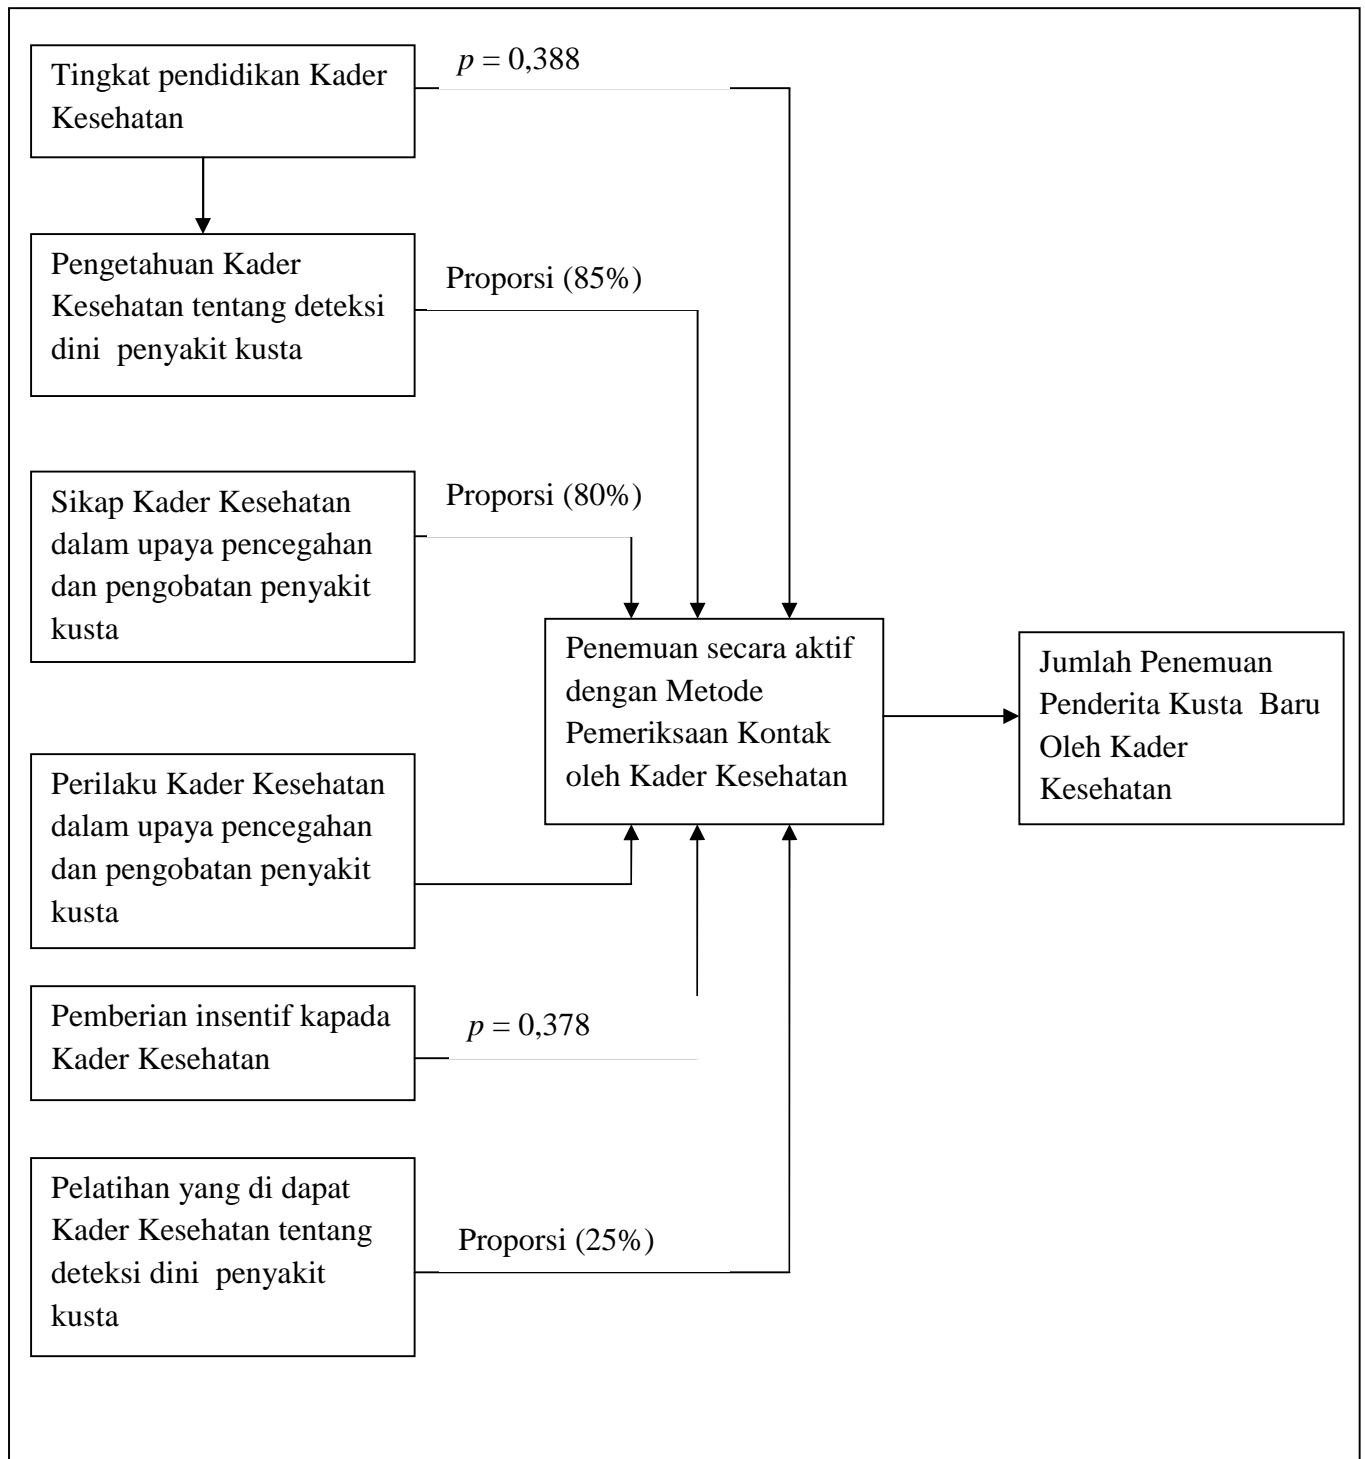 Tingkat pendidikan Kader
Kesehatan
p = 0,388
Pengetahuan Kader
Kesehatan tentang deteksi
dini  penyakit kusta
Proporsi (85%)
Sikap Kader Kesehatan
dalam upaya pencegahan
dan pengobatan penyakit
kusta
Proporsi (80%)
Penemuan secara aktif
dengan Metode
Pemeriksaan Kontak
oleh Kader Kesehatan
Jumlah Penemuan
Penderita Kusta  Baru
Oleh Kader
Kesehatan
Perilaku Kader Kesehatan
dalam upaya pencegahan
dan pengobatan penyakit
kusta
Pemberian insentif kapada
Kader Kesehatan
p = 0,378
Pelatihan yang di dapat
Kader Kesehatan tentang
deteksi dini  penyakit
kusta
Proporsi (25%)